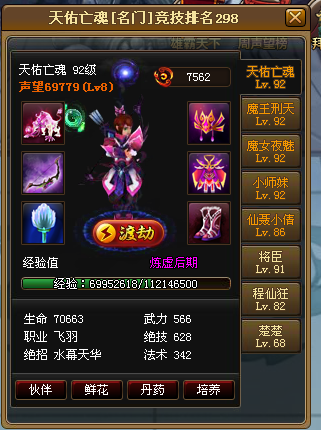 天佑亡魂[名门]竞技排名298
雄霸天下 周声望榜
天佑亡魂 92级
声望69779(Lv8)
7562
渡劫
经验值 炼虚后期
经验：69952618/112146500
生命 70663 武力 566
职业 飞羽 绝技 628
绝招 水幕天华 法术 342
伙伴 鲜花 丹药 培养
天佑亡魂
Lv.92
魔王刑天
Lv.92
魔女夜魅
Lv.92
小师妹
Lv.92
仙聂小倩
Lv.86
将臣
Lv.91
程仙狂
Lv.82
楚楚
Lv.68